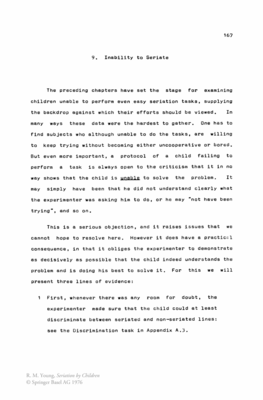 163
V. Inability to Seriate
The preceding chapters have set the stage for examining
children unable to perform even easy seriation tasks, supplying
the backdrop against which their efforts should be viewed. In
many ways these data were the hardest to gather. One has to
find subjects who although unable to do the tasks, are willing
to keep trying without becoming either uncooperative or bored.
But even more important, a protocol of a child failing to
perform a task is always open to the criticism that it in no
way shows that the child is unable to solve the problem. It
may simply have been that he did not understand clearly what
the experimenter was asking him to do, or he may "not have been
trying", and so on.
This is a serious objection, and it raises issues that we
cannot hope to resolve here. However it does have a practical
consequence, in that it obliges the experimenter to demonstrate
as decisively as possible that the child indeed understands the
problem and is doing his best to solve it. For this we will
present three lines of evidence:
1 First, whenever there was any room for doubt, the
experimenter made sure that the child could at least
discriminate between seriated and non-seriated lines:
see the Discrimination task in Appendix A.3.
R. M. Young, Seriation by Children
© Springer Basel AG 1976